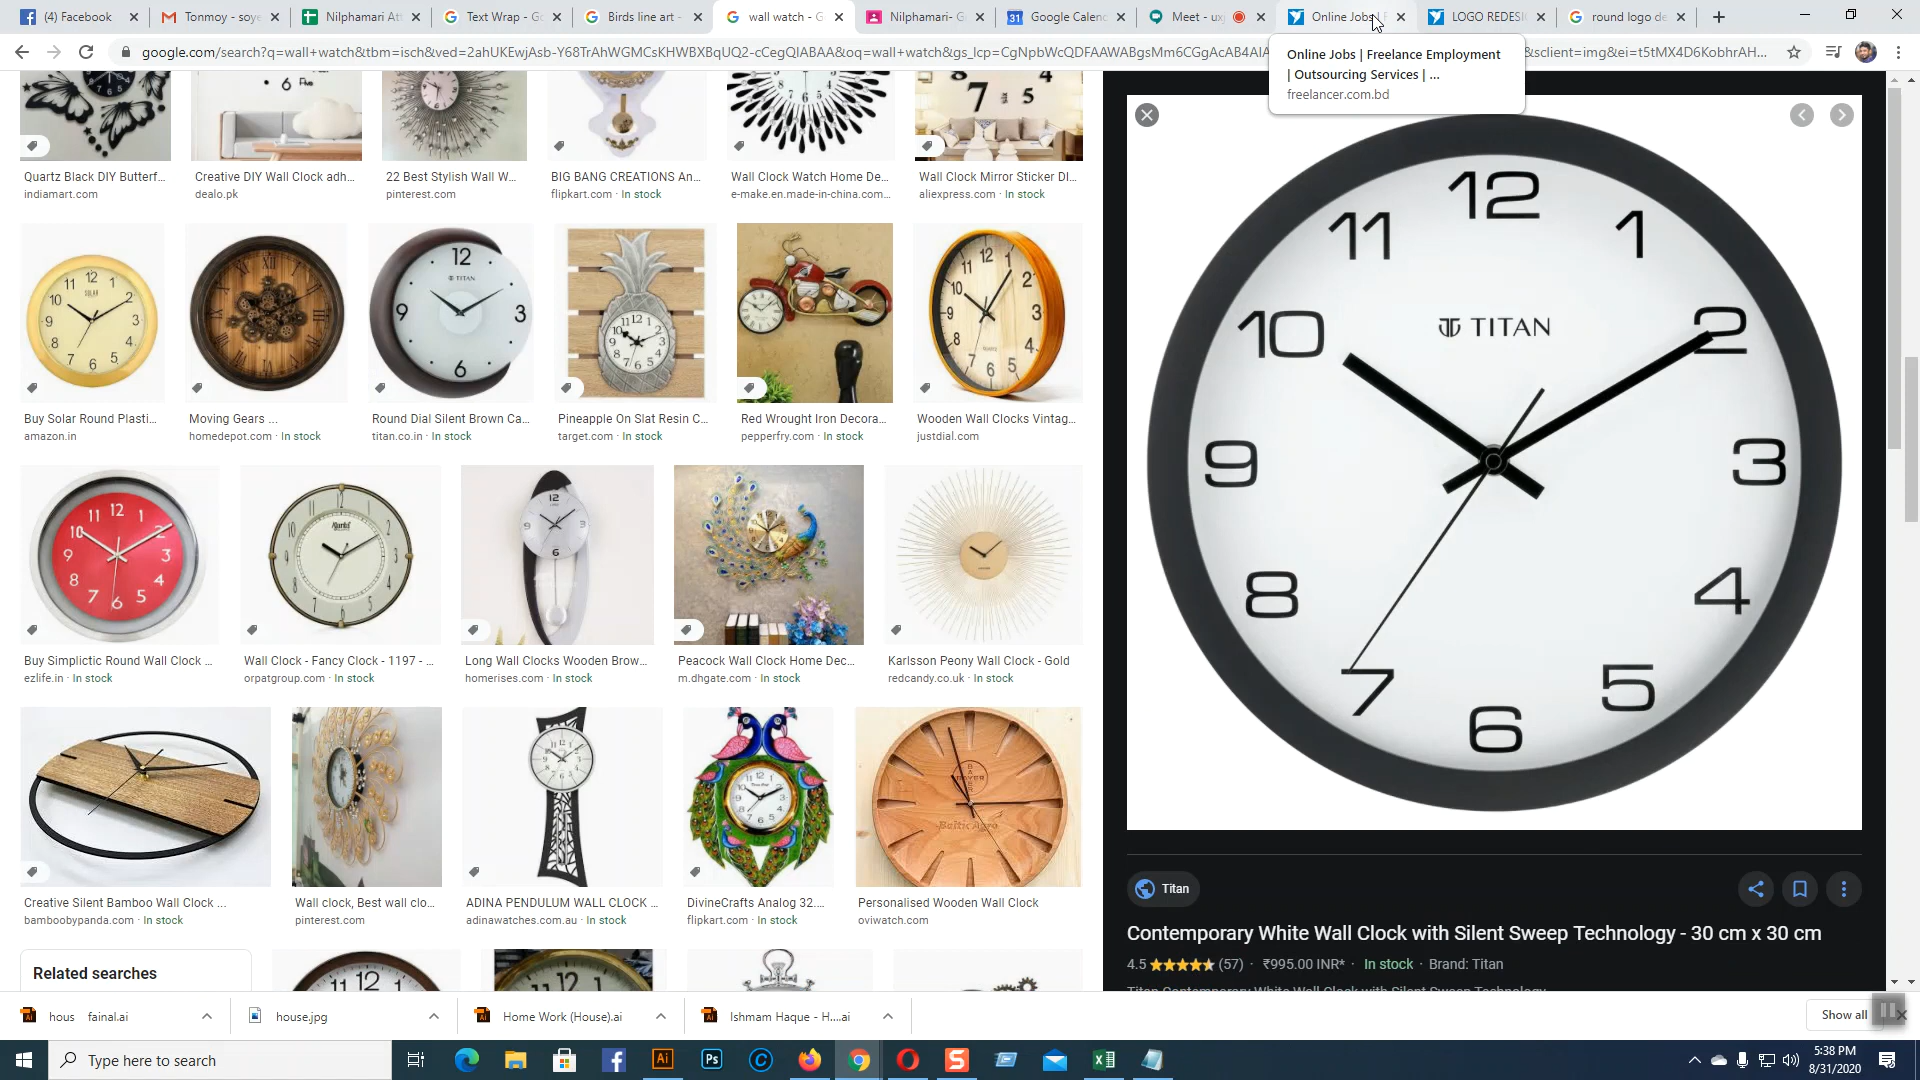 (4) Facebook
Tonmoy - soye
Nilphamari Att
Text Wrap - Go
Birds line art -
wall watch - G
Nilphamari- G
Google Calenc
Meet - uxj
Online Jobs | F
LOGO REDESI
round logo de
google.com/search?q=wall+watch&tbm=isch&ved=2ahUKEwjAsb-Y68TrAhWGMCsKHWBXBqUQ2-cCegQIABAA&oq=wall+watch&gs_lcp=CgNpbWcQDFAAWABgsMm6CGgAcAB4AIA
&sclient=img&ei=t5tMX4D6KobhrAH...
Online Jobs | Freelance Employment
| Outsourcing Services | ...
freelancer.com.bd
Quartz Black DIY Butterf...
indiamart.com
Creative DIY Wall Clock adh...
dealo.pk
22 Best Stylish Wall W...
pinterest.com
BIG BANG CREATIONS An...
flipkart.com · In stock
Wall Clock Watch Home De...
e-make.en.made-in-china.com...
Wall Clock Mirror Sticker DI...
aliexpress.com · In stock
Buy Solar Round Plasti...
amazon.in
Moving Gears ...
homedepot.com · In stock
Round Dial Silent Brown Ca...
titan.co.in · In stock
Pineapple On Slat Resin C...
target.com · In stock
Red Wrought Iron Decora...
pepperfry.com · In stock
Wooden Wall Clocks Vintag...
justdial.com
Buy Simplictic Round Wall Clock ...
ezlife.in · In stock
Wall Clock - Fancy Clock - 1197 - ...
orpatgroup.com · In stock
Long Wall Clocks Wooden Brow...
homerises.com · In stock
Peacock Wall Clock Home Dec...
m.dhgate.com · In stock
Karlsson Peony Wall Clock - Gold
redcandy.co.uk · In stock
Creative Silent Bamboo Wall Clock ...
bamboobypanda.com · In stock
Wall clock, Best wall clo...
pinterest.com
ADINA PENDULUM WALL CLOCK ...
adinawatches.com.au · In stock
DivineCrafts Analog 32....
flipkart.com · In stock
Personalised Wooden Wall Clock
oviwatch.com
Related searches
12
11 1
10 2
TITAN
9 3
8 4
7 5
6
Titan
Contemporary White Wall Clock with Silent Sweep Technology - 30 cm x 30 cm
4.5 ★★★★★ (57) · ₹995.00 INR* · In stock · Brand: Titan
Titan Contemporary White Wall Clock with Silent Sweep Technology
hous fainal.ai
house.jpg
Home Work (House).ai
Ishmam Haque - H....ai
Show all
Type here to search
5:38 PM
8/31/2020